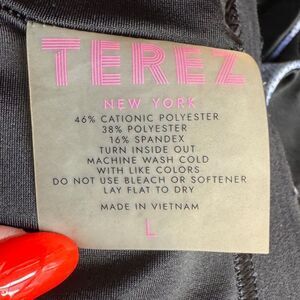 TEREZ
NEW YORK
46% CATIONIC POLYESTER
38% POLYESTER
16% SPANDEX
TURN INSIDE OUT
MACHINE WASH COLD
WITH LIKE COLORS
DO NOT USE BLEACH OR SOFTENER
LAY FLAT TO DRY
MADE IN VIETNAM
L